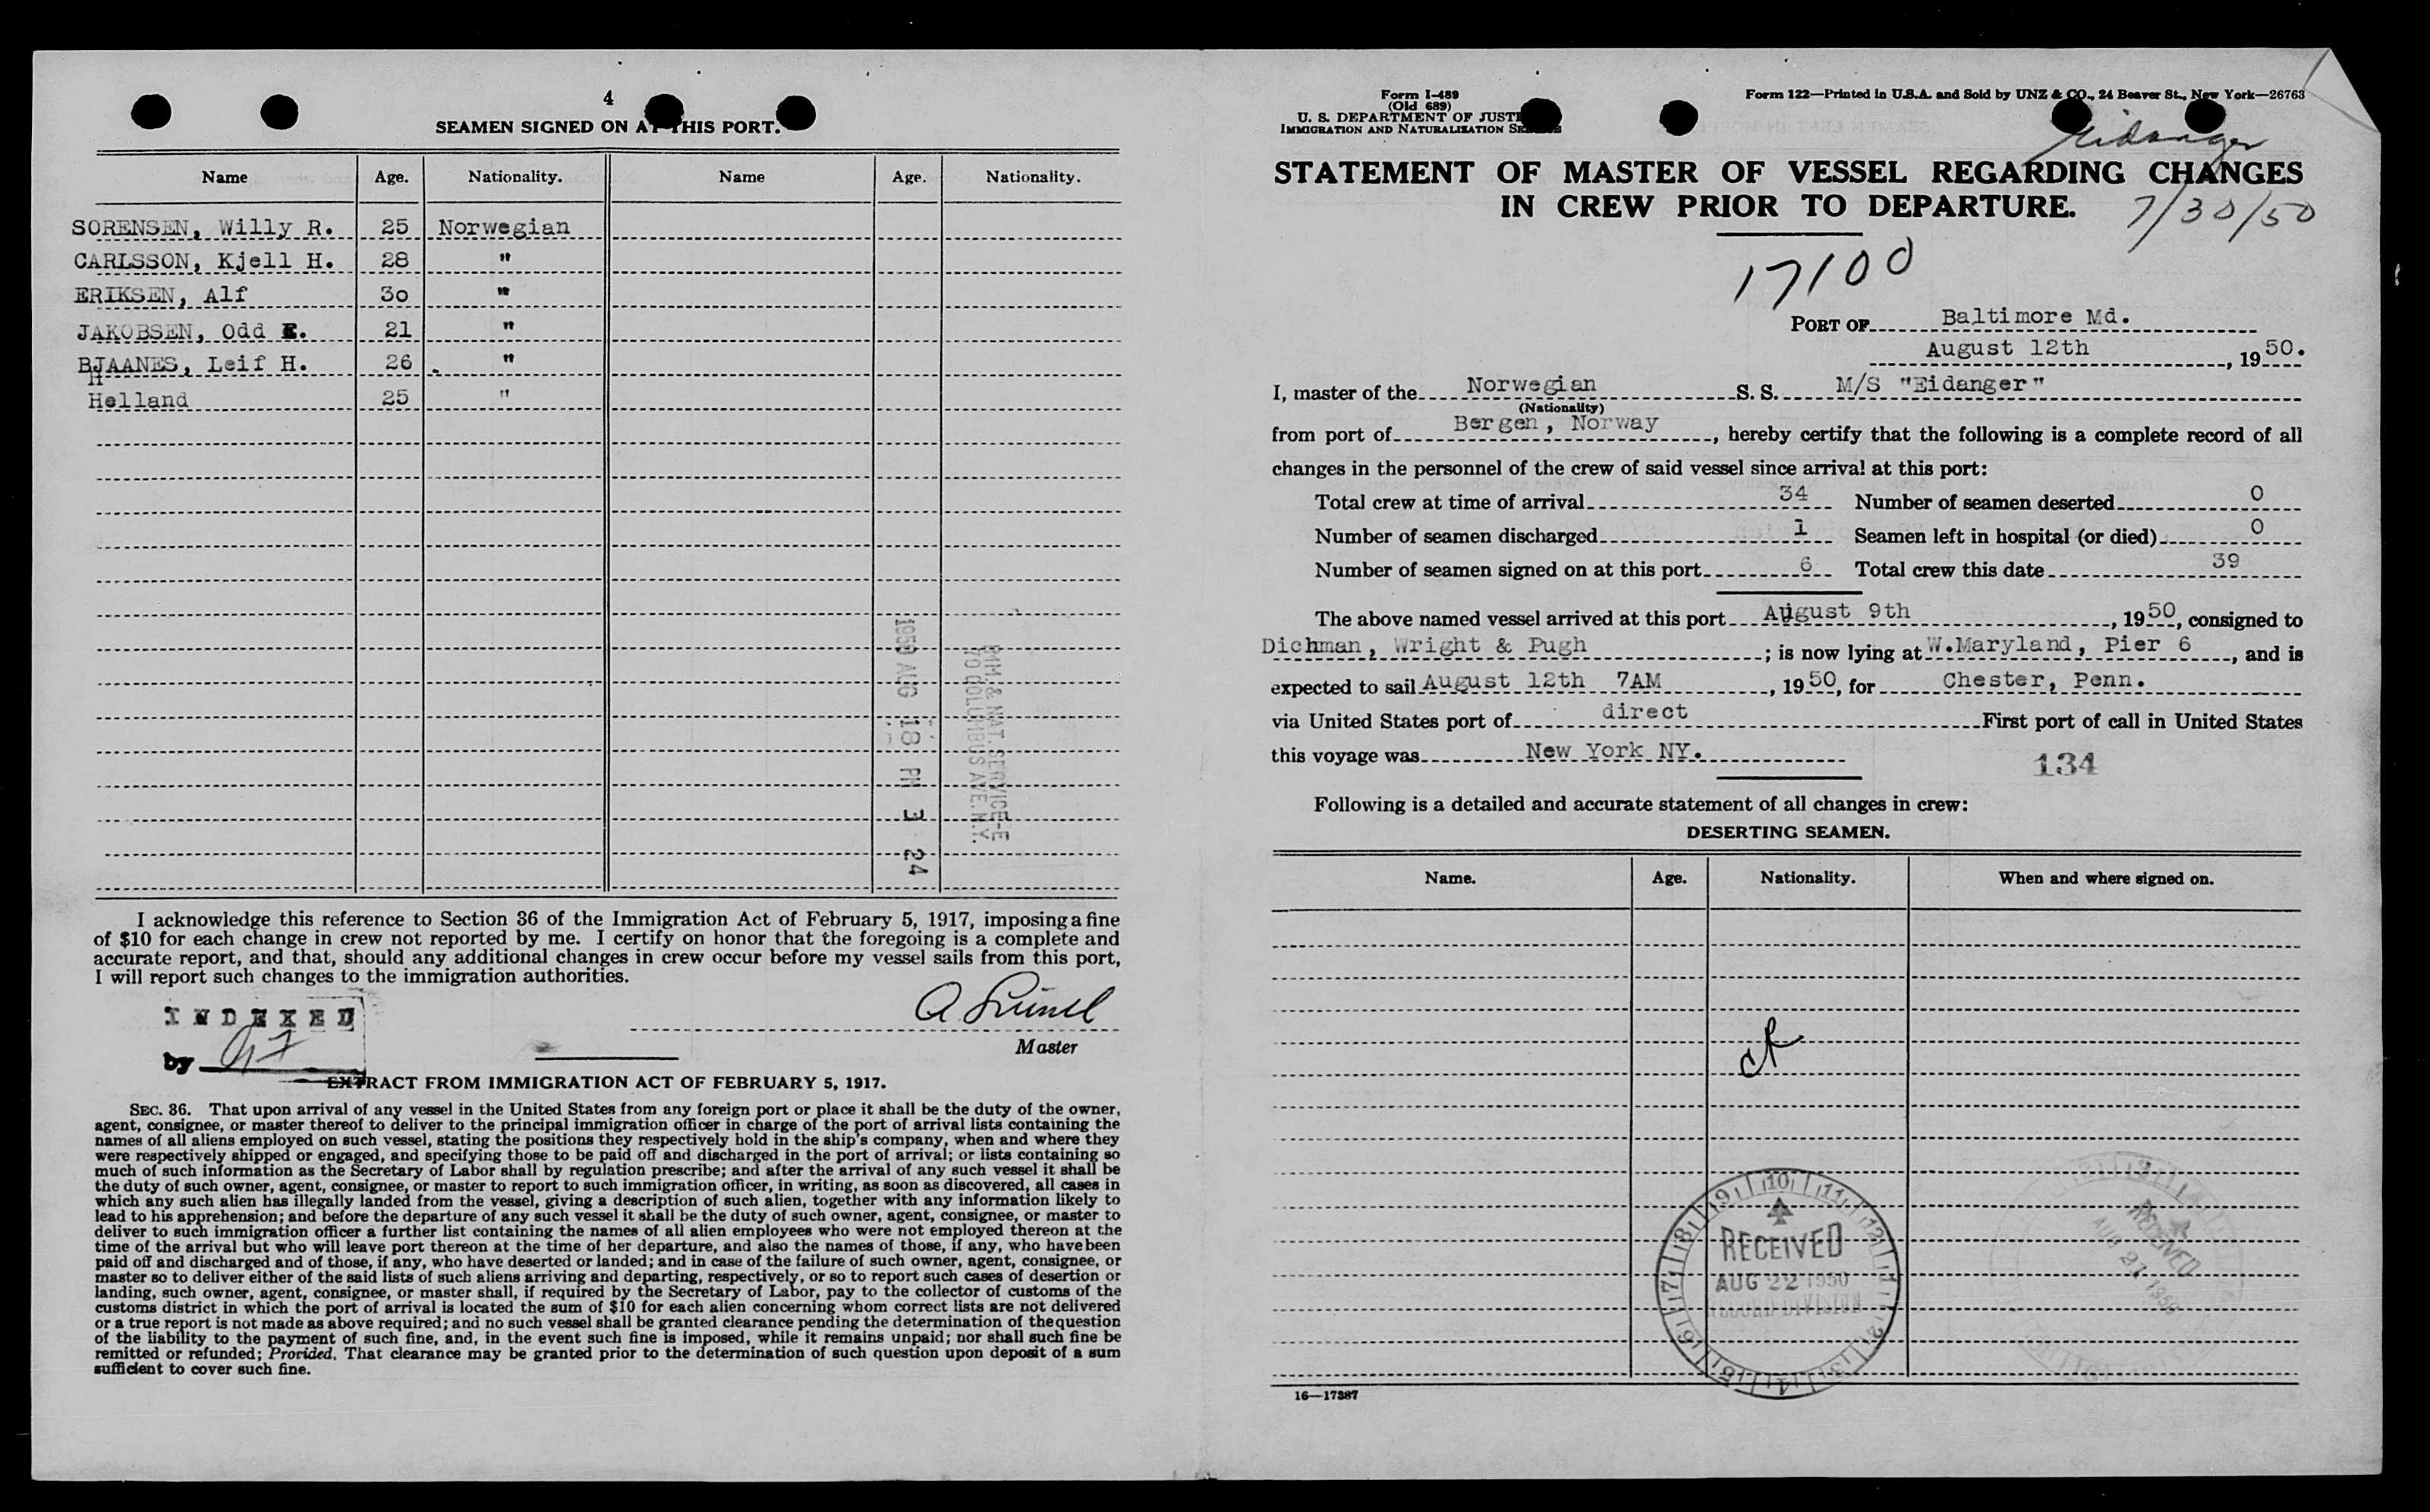 4
SEAMEN SIGNED ON AT THIS PORT.
Name Age. Nationality. Name Age. Nationality.
SORENSEN, Willy R. 25 Norwegian
CARLSSON, Kjell H. 28 "
ERIKSEN, Alf 30 "
JAKOBSEN, Odd E. 21 "
BJAANES, Leif H. 26 "
H
Helland 25 "
1950 AUG 18 PM 3 24
IMM. & NAT. SERVICE-E
70 COLUMBUS AVE. N.Y.
I acknowledge this reference to Section 36 of the Immigration Act of February 5, 1917, imposing a fine
of $10 for each change in crew not reported by me. I certify on honor that the foregoing is a complete and
accurate report, and that, should any additional changes in crew occur before my vessel sails from this port,
I will report such changes to the immigration authorities.
INDEXED
by
Master
EXTRACT FROM IMMIGRATION ACT OF FEBRUARY 5, 1917.
SEC. 36. That upon arrival of any vessel in the United States from any foreign port or place it shall be the duty of the owner,
agent, consignee, or master thereof to deliver to the principal immigration officer in charge of the port of arrival lists containing the
names of all aliens employed on such vessel, stating the positions they respectively hold in the ship's company, when and where they
were respectively shipped or engaged, and specifying those to be paid off and discharged in the port of arrival; or lists containing so
much of such information as the Secretary of Labor shall by regulation prescribe; and after the arrival of any such vessel it shall be
the duty of such owner, agent, consignee, or master to report to such immigration officer, in writing, as soon as discovered, all cases in
which any such alien has illegally landed from the vessel, giving a description of such alien, together with any information likely to
lead to his apprehension; and before the departure of any such vessel it shall be the duty of such owner, agent, consignee, or master to
deliver to such immigration officer a further list containing the names of all alien employees who were not employed thereon at the
time of the arrival but who will leave port thereon at the time of her departure, and also the names of those, if any, who have been
paid off and discharged and of those, if any, who have deserted or landed; and in case of the failure of such owner, agent, consignee, or
master so to deliver either of the said lists of such aliens arriving and departing, respectively, or so to report such cases of desertion or
landing, such owner, agent, consignee, or master shall, if required by the Secretary of Labor, pay to the collector of customs of the
customs district in which the port of arrival is located the sum of $10 for each alien concerning whom correct lists are not delivered
or a true report is not made as above required; and no such vessel shall be granted clearance pending the determination of the question
of the liability to the payment of such fine, and, in the event such fine is imposed, while it remains unpaid; nor shall such fine be
remitted or refunded; Provided, That clearance may be granted prior to the determination of such question upon deposit of a sum
sufficient to cover such fine.
Form I-489
(Old 689)
U. S. DEPARTMENT OF JUSTICE
IMMIGRATION AND NATURALIZATION SERVICE
Form 122—Printed in U.S.A. and Sold by UNZ & CO., 24 Beaver St., New York—26763
Eidanger
STATEMENT OF MASTER OF VESSEL REGARDING CHANGES
IN CREW PRIOR TO DEPARTURE.
7/30/50
17100
PORT OF Baltimore Md.
August 12th, 1950.
I, master of the Norwegian S. S. M/S "Eidanger"
(Nationality)
from port of Bergen, Norway, hereby certify that the following is a complete record of all
changes in the personnel of the crew of said vessel since arrival at this port:
Total crew at time of arrival 34 Number of seamen deserted 0
Number of seamen discharged 1 Seamen left in hospital (or died) 0
Number of seamen signed on at this port 6 Total crew this date 39
The above named vessel arrived at this port August 9th, 1950, consigned to
Dichman, Wright & Pugh; is now lying at W.Maryland, Pier 6, and is
expected to sail August 12th 7AM, 1950, for Chester, Penn.
via United States port of direct First port of call in United States
this voyage was New York NY.
134
Following is a detailed and accurate statement of all changes in crew:
DESERTING SEAMEN.
Name. Age. Nationality. When and where signed on.
RECEIVED
AUG 22 1950
RECORD DIVISION
RECEIVED
AUG 21 1950
16—17387